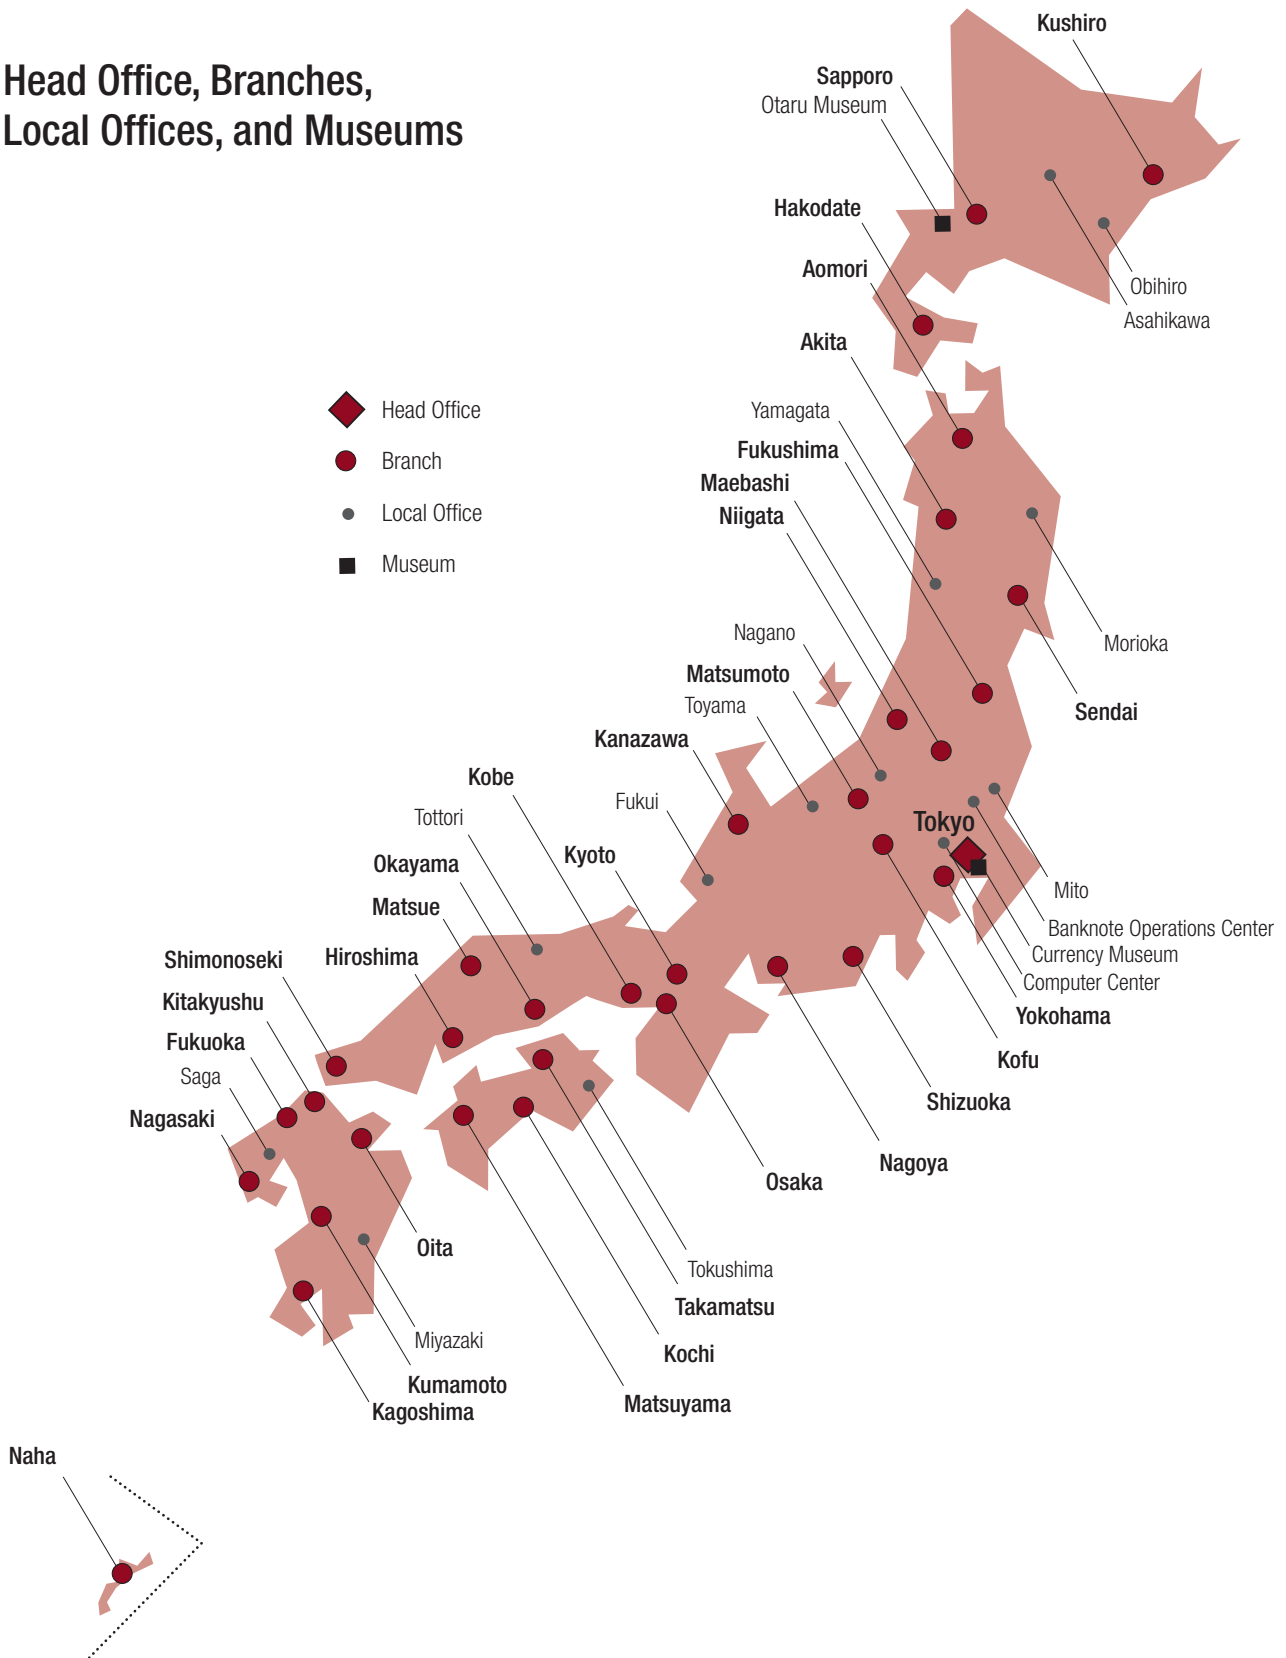 Head Office, Branches,
Local Offices, and Museums
Kushiro
Sapporo
Otaru Museum
Hakodate
Aomori
Obihiro
Asahikawa
Akita
Head Office
Branch
Local Office
Museum
Yamagata
Fukushima
Maebashi
Niigata
Nagano
Morioka
Matsumoto
Toyama
Sendai
Kanazawa
Kobe
Fukui
Tottori
Tokyo
Kyoto
Okayama
Mito
Matsue
Banknote Operations Center
Currency Museum
Hiroshima
Shimonoseki
Computer Center
Kitakyushu
Yokohama
Fukuoka
Kofu
Saga
Shizuoka
Nagasaki
Nagoya
Osaka
Oita
Tokushima
Takamatsu
Miyazaki
Kochi
Kumamoto
Matsuyama
Kagoshima
Naha